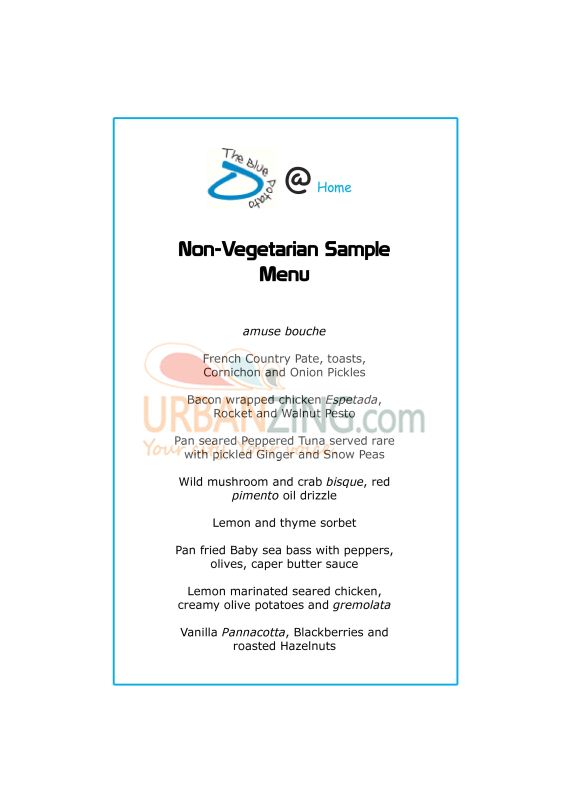 The Blue Potato
@ Home
Non-Vegetarian Sample
Menu
amuse bouche
French Country Pate, toasts,
Cornichon and Onion Pickles
Bacon wrapped chicken Espetada,
Rocket and Walnut Pesto
URBANZING.com
Pan seared Peppered Tuna served rare
with pickled Ginger and Snow Peas
Wild mushroom and crab bisque, red
pimento oil drizzle
Lemon and thyme sorbet
Pan fried Baby sea bass with peppers,
olives, caper butter sauce
Lemon marinated seared chicken,
creamy olive potatoes and gremolata
Vanilla Pannacotta, Blackberries and
roasted Hazelnuts